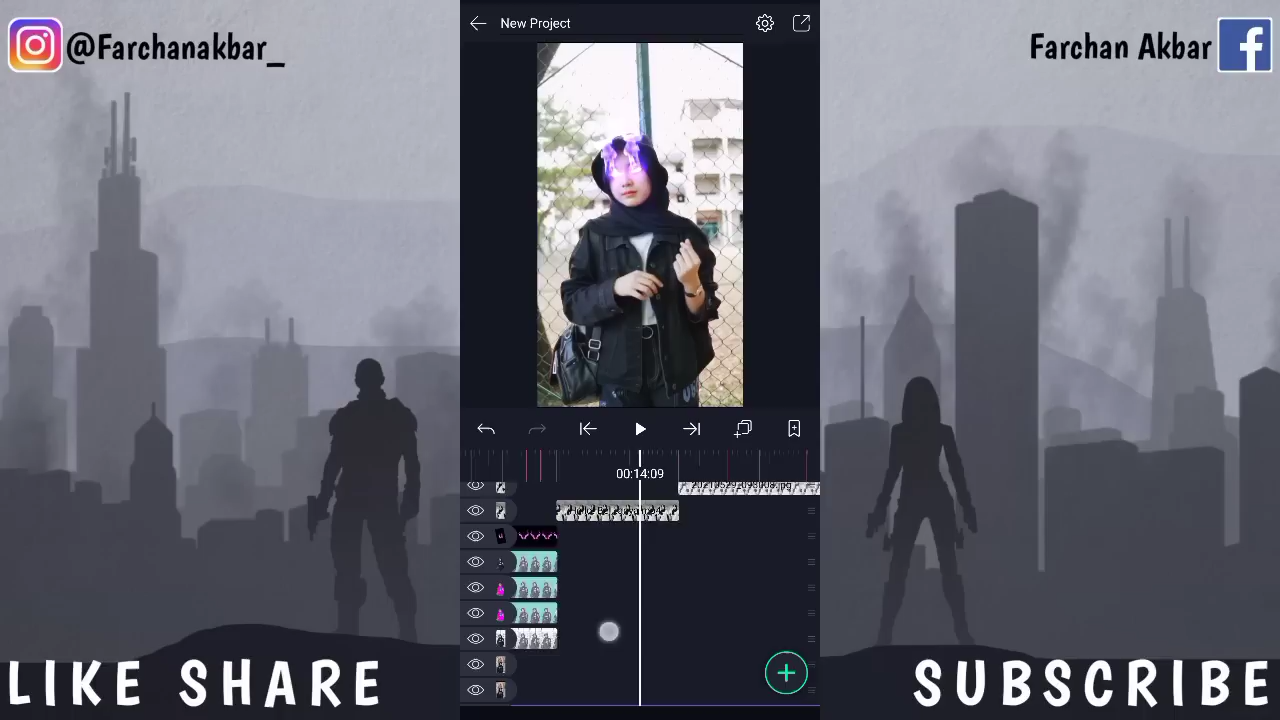 @Farchanakbar_
New Project
Farchan Akbar
00:14:09
LIKE SHARE
SUBSCRIBE